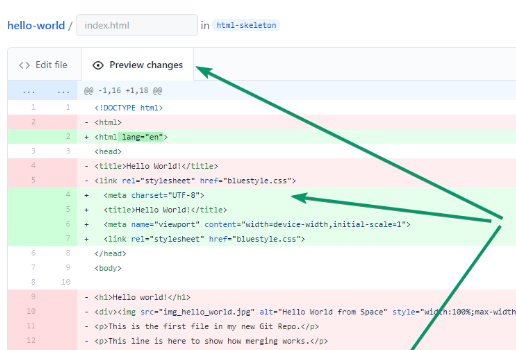 hello-world / index.html in html-skeleton
<> Edit file Preview changes
... ... @@ -1,16 +1,18 @@
1 1 <!DOCTYPE html>
2 - <html>
2 + <html lang="en">
3 3 <head>
4 - <title>Hello World!</title>
5 - <link rel="stylesheet" href="bluestyle.css">
4 + <meta charset="UTF-8">
5 + <title>Hello World!</title>
6 + <meta name="viewport" content="width=device-width,initial-scale=1">
7 + <link rel="stylesheet" href="bluestyle.css">
6 8 </head>
7 9 <body>
8 10
9 - <h1>Hello world!</h1>
10 - <div><img src="img_hello_world.jpg" alt="Hello World from Space" style="width:100%;max-width
11 - <p>This is the first file in my new Git Repo.</p>
12 - <p>This line is here to show how merging works.</p>